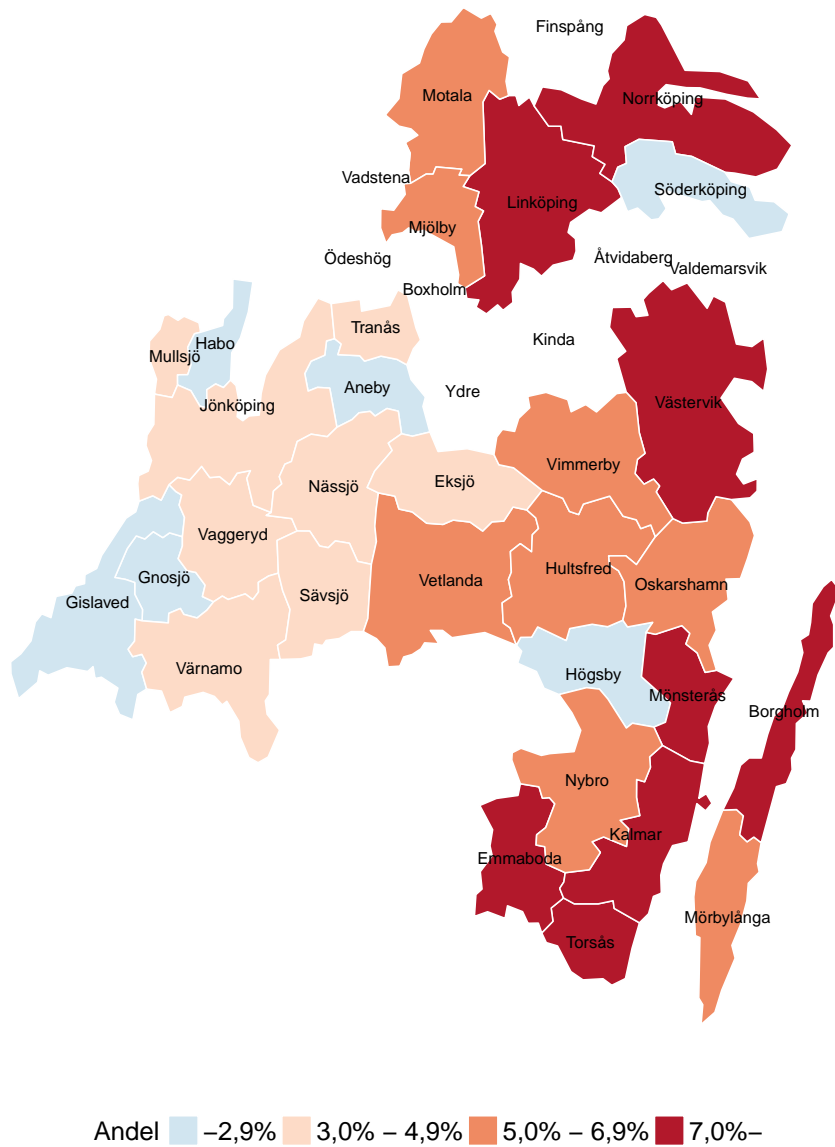 Finspång
Motala
Norrköping
Vadstena
Söderköping
Linköping
Mjölby
Ödeshög
Åtvidaberg
Valdemarsvik
Boxholm
Tranås
Kinda
Habo
Mullsjö
Aneby
Ydre
Jönköping
Västervik
Vimmerby
Nässjö
Eksjö
Vaggeryd
Hultsfred
Gnosjö
Vetlanda
Oskarshamn
Gislaved
Sävsjö
Värnamo
Högsby
Mönsterås
Borgholm
Nybro
Kalmar
Emmaboda
Mörbylånga
Torsås
Andel −2,9% 3,0% − 4,9% 5,0% − 6,9% 7,0%−